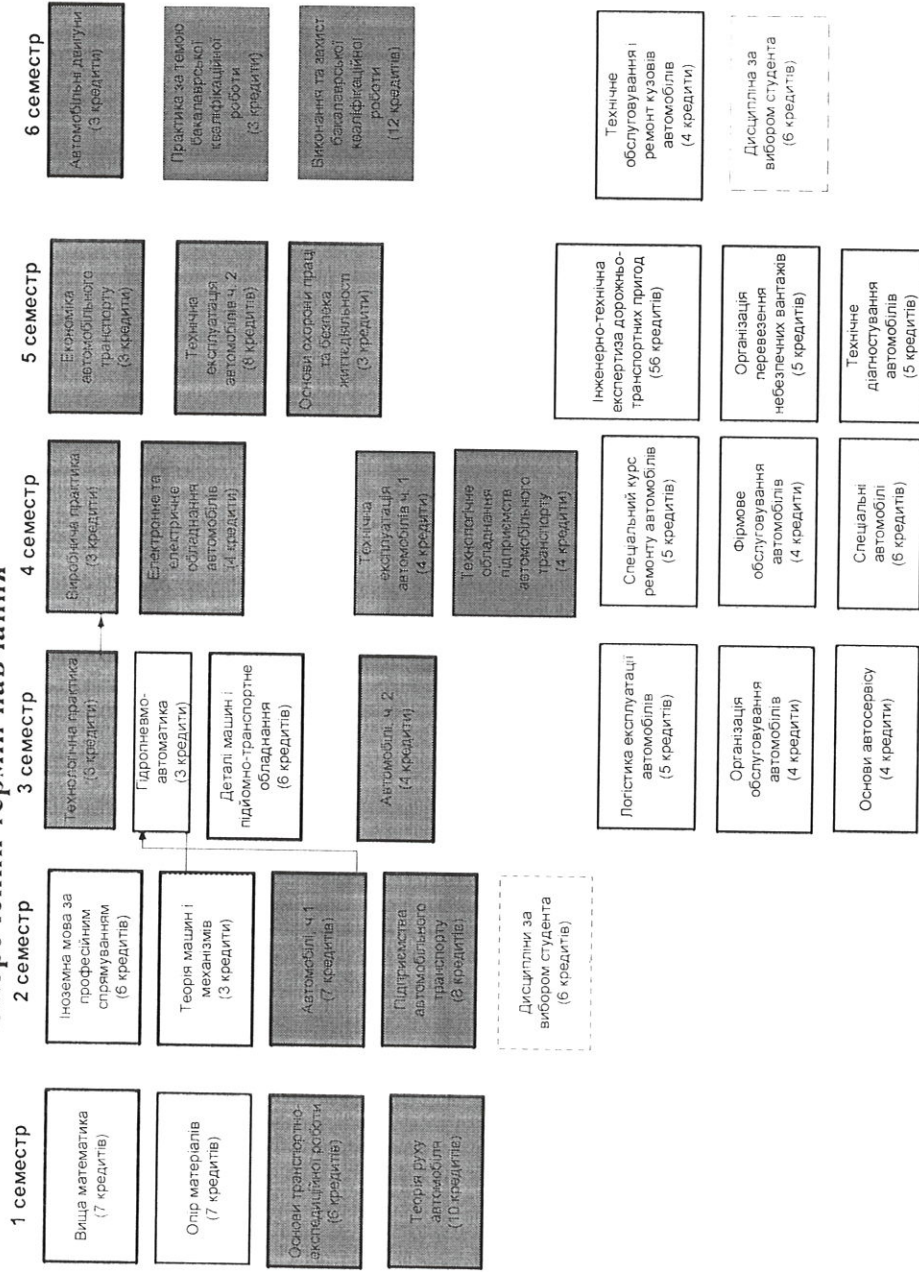 термін навчання
1 семестр
Вища математика
(7 кредитів)
Опір матеріалів
(7 кредитів)
Основи транспортно-
експедиційної роботи
(6 кредитів)
Теорія руху
автомобіля
(10 кредитів)
2 семестр
Іноземна мова за
професійним
спрямуванням
(6 кредитів)
Теорія машин і
механізмів
(3 кредити)
Автомобілі, ч.1
(7 кредитів)
Підприємства
автомобільного
транспорту
(8 кредитів)
Дисципліни за
вибором студента
(6 кредитів)
3 семестр
Технологічна практика
(3 кредити)
Гідропневмо-
автоматика
(3 кредити)
Деталі машин і
підйомно-транспортне
обладнання
(6 кредитів)
Автомобілі, ч. 2
(4 кредити)
Логістика експлуатації
автомобілів
(5 кредитів)
Організація
обслуговування
автомобілів
(4 кредити)
Основи автосервісу
(4 кредити)
4 семестр
Виробнича практика
(3 кредити)
Електронне та
електричне
обладнання
автомобілів
(4 кредити)
Технічна
експлуатація
автомобілів ч. 1
(4 кредити)
Технологічне
обладнання
підприємств
автомобільного
транспорту
(4 кредити)
Спеціальний курс
ремонту автомобілів
(5 кредитів)
Фірмове
обслуговування
автомобілів
(4 кредити)
Спеціальні
автомобілі
(6 кредитів)
5 семестр
Економіка
автомобільного
транспорту
(3 кредити)
Технічна
експлуатація
автомобілів ч. 2
(8 кредитів)
Основи охорони праці
та безпека
життєдіяльності
(3 кредити)
Інженерно-технічна
експертиза дорожньо-
транспортних пригод
(56 кредитів)
Організація
перевезення
небезпечних вантажів
(5 кредитів)
Технічне
діагностування
автомобілів
(5 кредитів)
6 семестр
Автомобільні двигуни
(3 кредити)
Практика за темою
бакалаврської
кваліфікаційної
роботи
(3 кредити)
Виконання та захист
бакалаврської
кваліфікаційної
роботи
(12 кредитів)
Технічне
обслуговування і
ремонт кузовів
автомобілів
(4 кредити)
Дисципліна за
вибором студента
(6 кредитів)